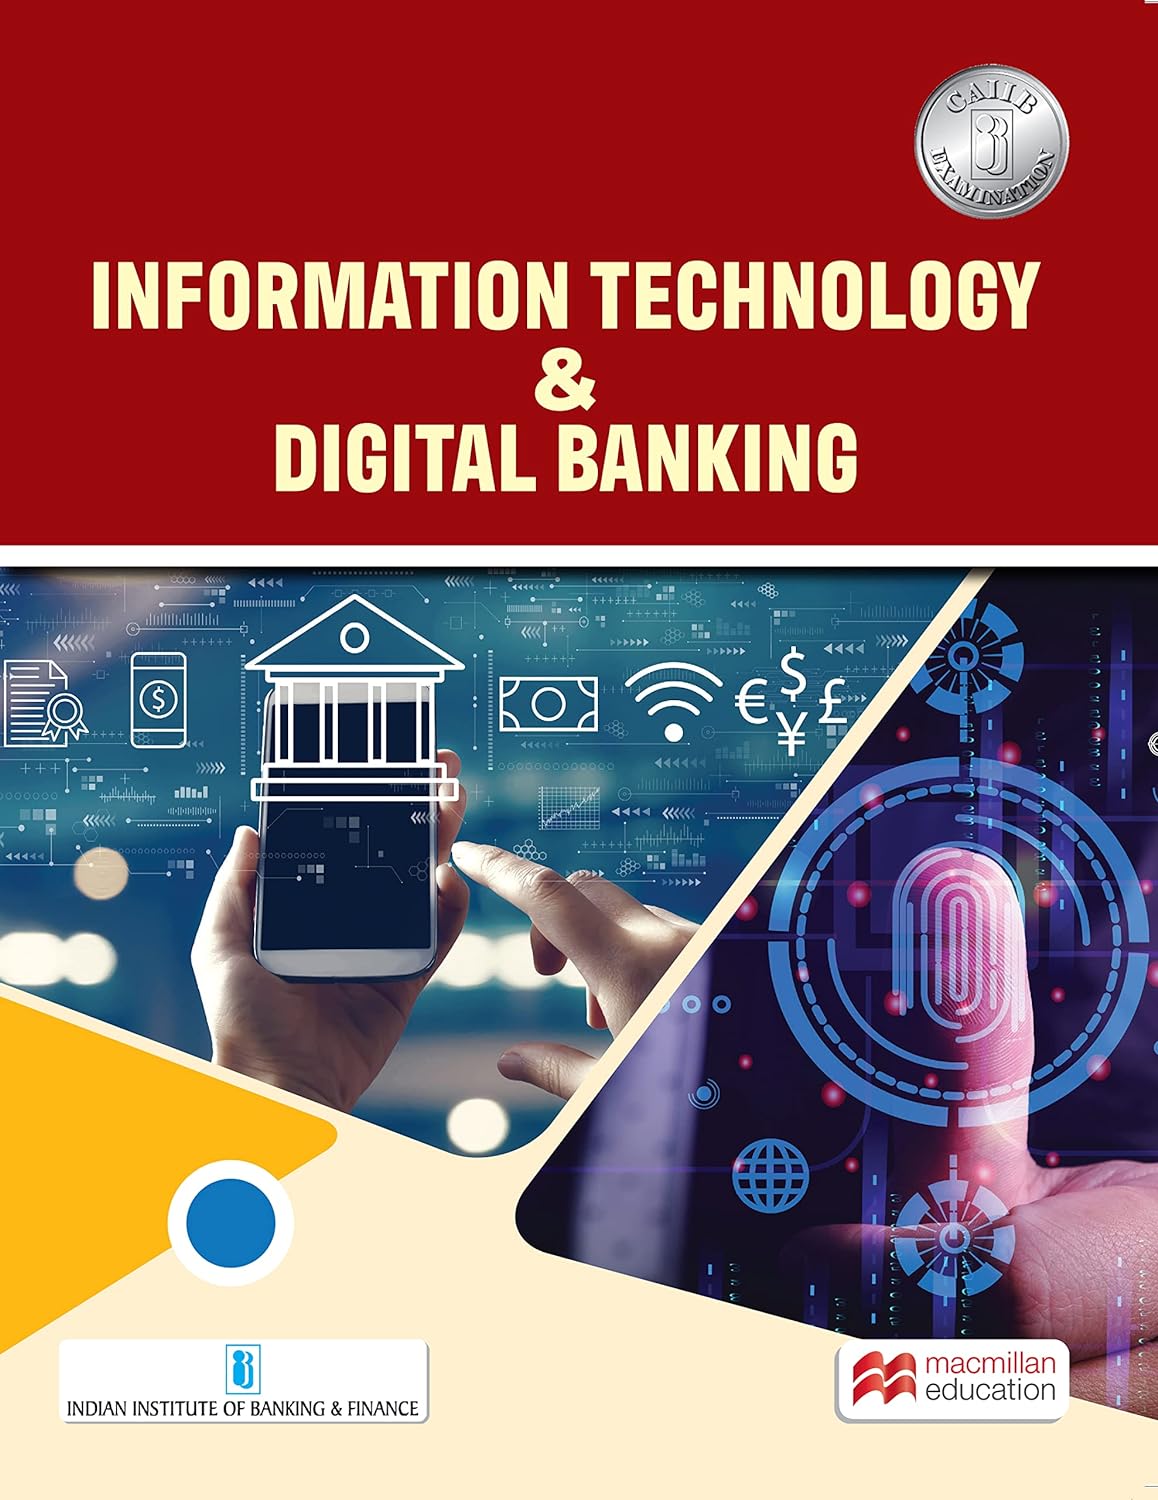 CAIIB
EXAMINATION
INFORMATION TECHNOLOGY
&
DIGITAL BANKING
$
$
€ ¥ £
INDIAN INSTITUTE OF BANKING & FINANCE
macmillan
education